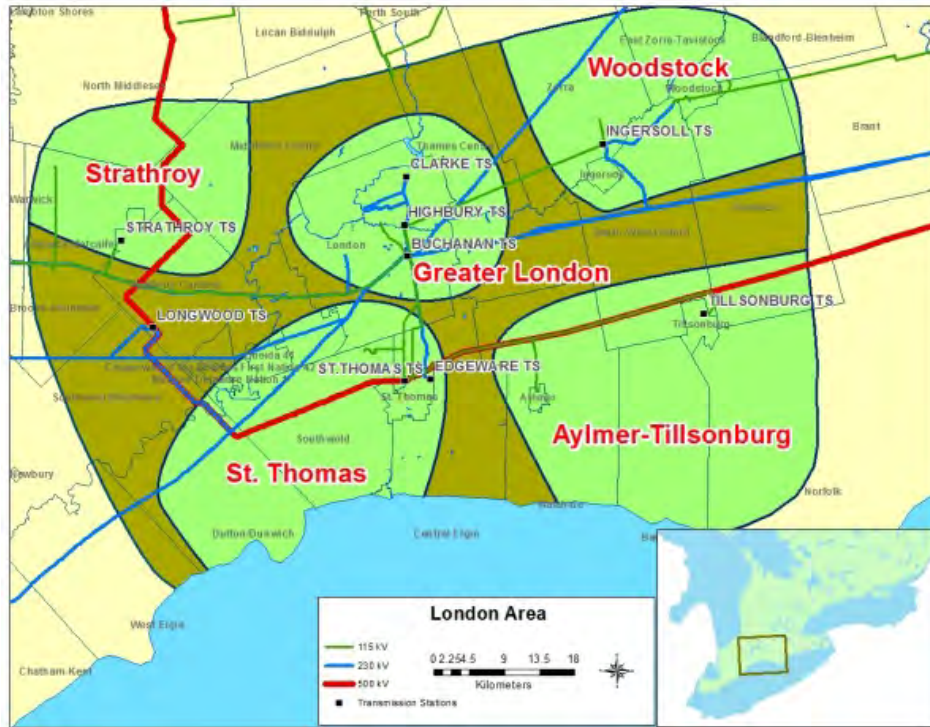 Perth South
Lucan Biddulph
East Zorra-Tavistock
Blandford-Blenheim
Woodstock
North Middlesex
Zorra
Woodstock
Brant
INGERSOLL TS
Thames Centre
CLARKE TS
Strathroy
Ingersoll
Warwick
HIGHBURY TS
STRATHROY TS
London
BUCHANAN TS
Greater London
TILLSONBURG TS
LONGWOOD TS
Tillsonburg
ST.THOMAS TS
EDGEWARE TS
St. Thomas
Aylmer
Southwold
Aylmer-Tillsonburg
St. Thomas
Newbury
Norfolk
Dutton/Dunwich
Central Elgin
West Elgin
Chatham-Kent
London Area
115 kV
230 kV
500 kV
0 2.25 4.5 9 13.5 18
Kilometers
Transmission Stations